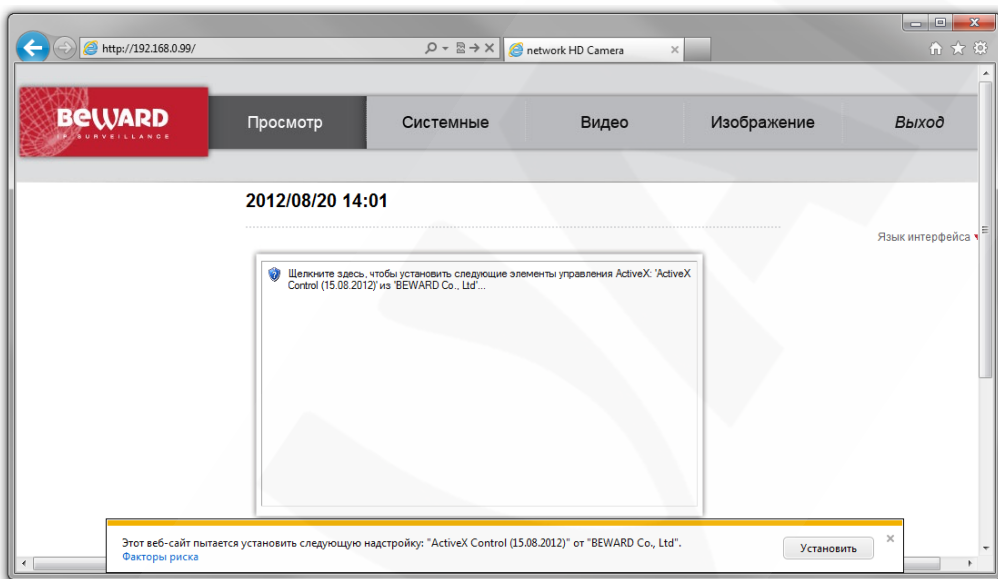 http://192.168.0.99/
network HD Camera
BEWARD
IP SURVEILLANCE
Просмотр
Системные
Видео
Изображение
Выход
2012/08/20 14:01
Язык интерфейса
Щелкните здесь, чтобы установить следующие элементы управления ActiveX: 'ActiveX
Control (15.08.2012)' из 'BEWARD Co., Ltd'...
Этот веб-сайт пытается установить следующую надстройку: "ActiveX Control (15.08.2012)" от "BEWARD Co., Ltd".
Факторы риска
Установить